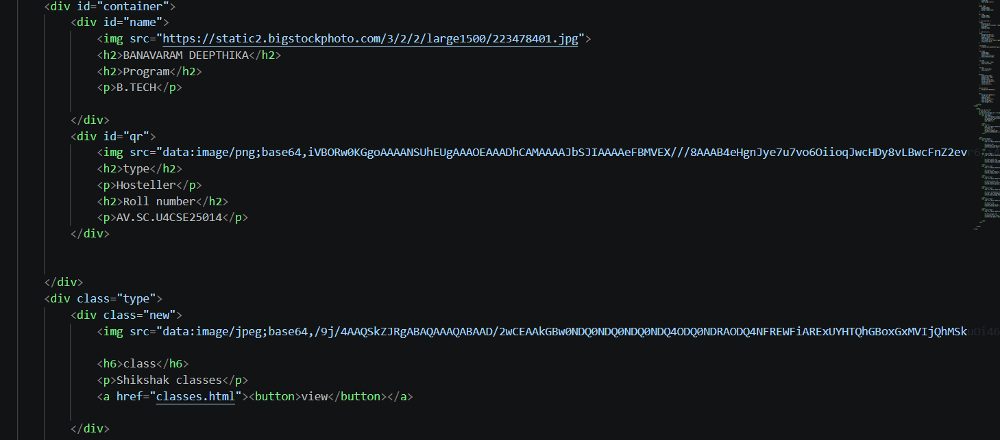 <div id="container">
<div id="name">
<img src="https://static2.bigstockphoto.com/3/2/2/large1500/223478401.jpg">
<h2>BANAVARAM DEEPTHIKA</h2>
<h2>Program</h2>
<p>B.TECH</p>
</div>
<div id="qr">
<img src="data:image/png;base64,iVBORw0KGgoAAAANSUhEUgAAAOEAAADhCAMAAAAJbSJIAAAAeFBMVEX///8AAAB4eHgnJye7u7vo6OiioqJwcHDy8vLBwcFnZ2ev
<h2>type</h2>
<p>Hosteller</p>
<h2>Roll number</h2>
<p>AV.SC.U4CSE25014</p>
</div>
</div>
<div class="type">
<div class="new">
<img src="data:image/jpeg;base64,/9j/4AAQSkZJRgABAQAAAQABAAD/2wCEAAkGBw0NDQ0NDQ0NDQ0NDQ4ODQ0NDRAODQ4NFREWFiARExUYHTQhGBoxGxMVIjQhMSk
<h6>class</h6>
<p>Shikshak classes</p>
<a href="classes.html"><button>view</button></a>
</div>